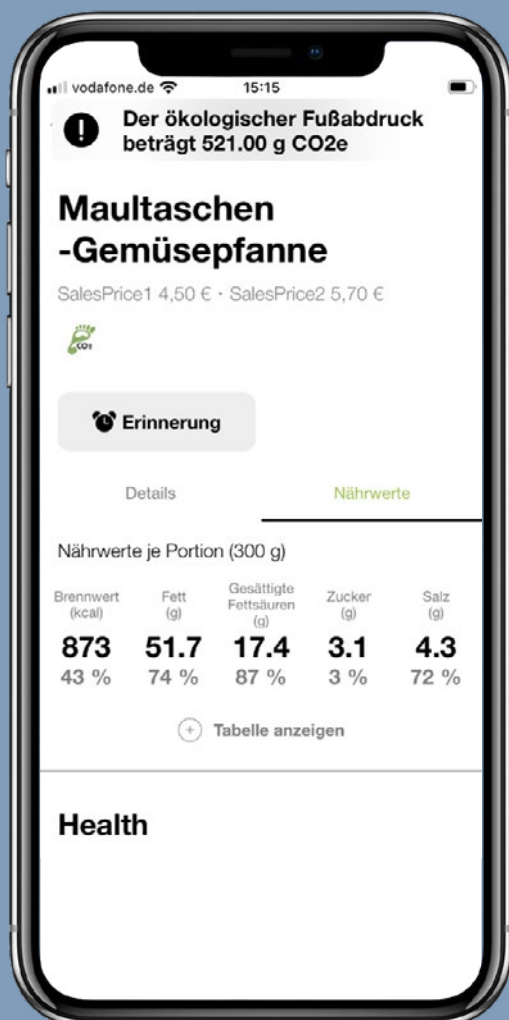 vodafone.de 15:15
Der ökologischer Fußabdruck
beträgt 521.00 g CO2e
Maultaschen
-Gemüsepfanne
SalesPrice1 4,50 € · SalesPrice2 5,70 €
CO2
Erinnerung
Details Nährwerte
Nährwerte je Portion (300 g)
Brennwert (kcal) Fett (g) Gesättigte Fettsäuren (g) Zucker (g) Salz (g)
873 51.7 17.4 3.1 4.3
43 % 74 % 87 % 3 % 72 %
Tabelle anzeigen
Health